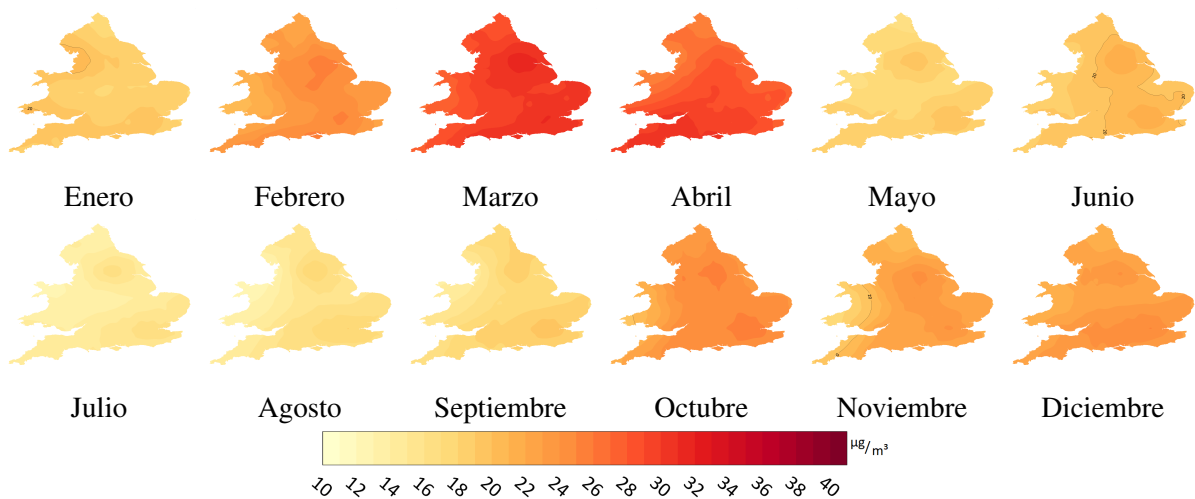 Enero Febrero Marzo Abril Mayo Junio
Julio Agosto Septiembre Octubre Noviembre Diciembre
µg/m³
10 12 14 16 18 20 22 24 26 28 30 32 34 36 38 40